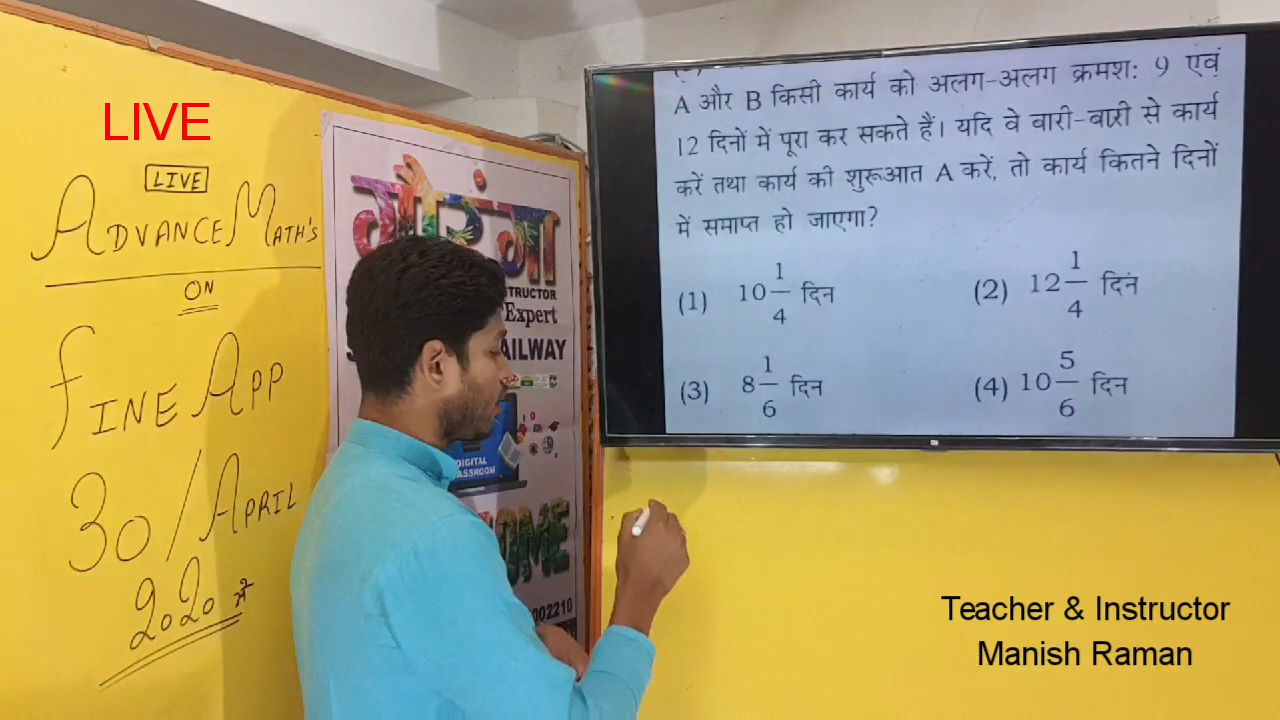 LIVE
LIVE
ADVANCE MATH'S
ON
FINE APP
30/APRIL
2020 में
गौरंगा
Expert
AILWAY
DIGITAL
002210
A और B किसी कार्य को अलग-अलग क्रमश: 9 एवं
12 दिनों में पूरा कर सकते हैं। यदि वे वारी-बारी से कार्य
करें तथा कार्य की शुरूआत A करें, तो कार्य कितने दिनों
में समाप्त हो जाएगा?
(1) 10 1/4 दिन
(2) 12 1/4 दिन
(3) 8 1/6 दिन
(4) 10 5/6 दिन
Teacher & Instructor
Manish Raman